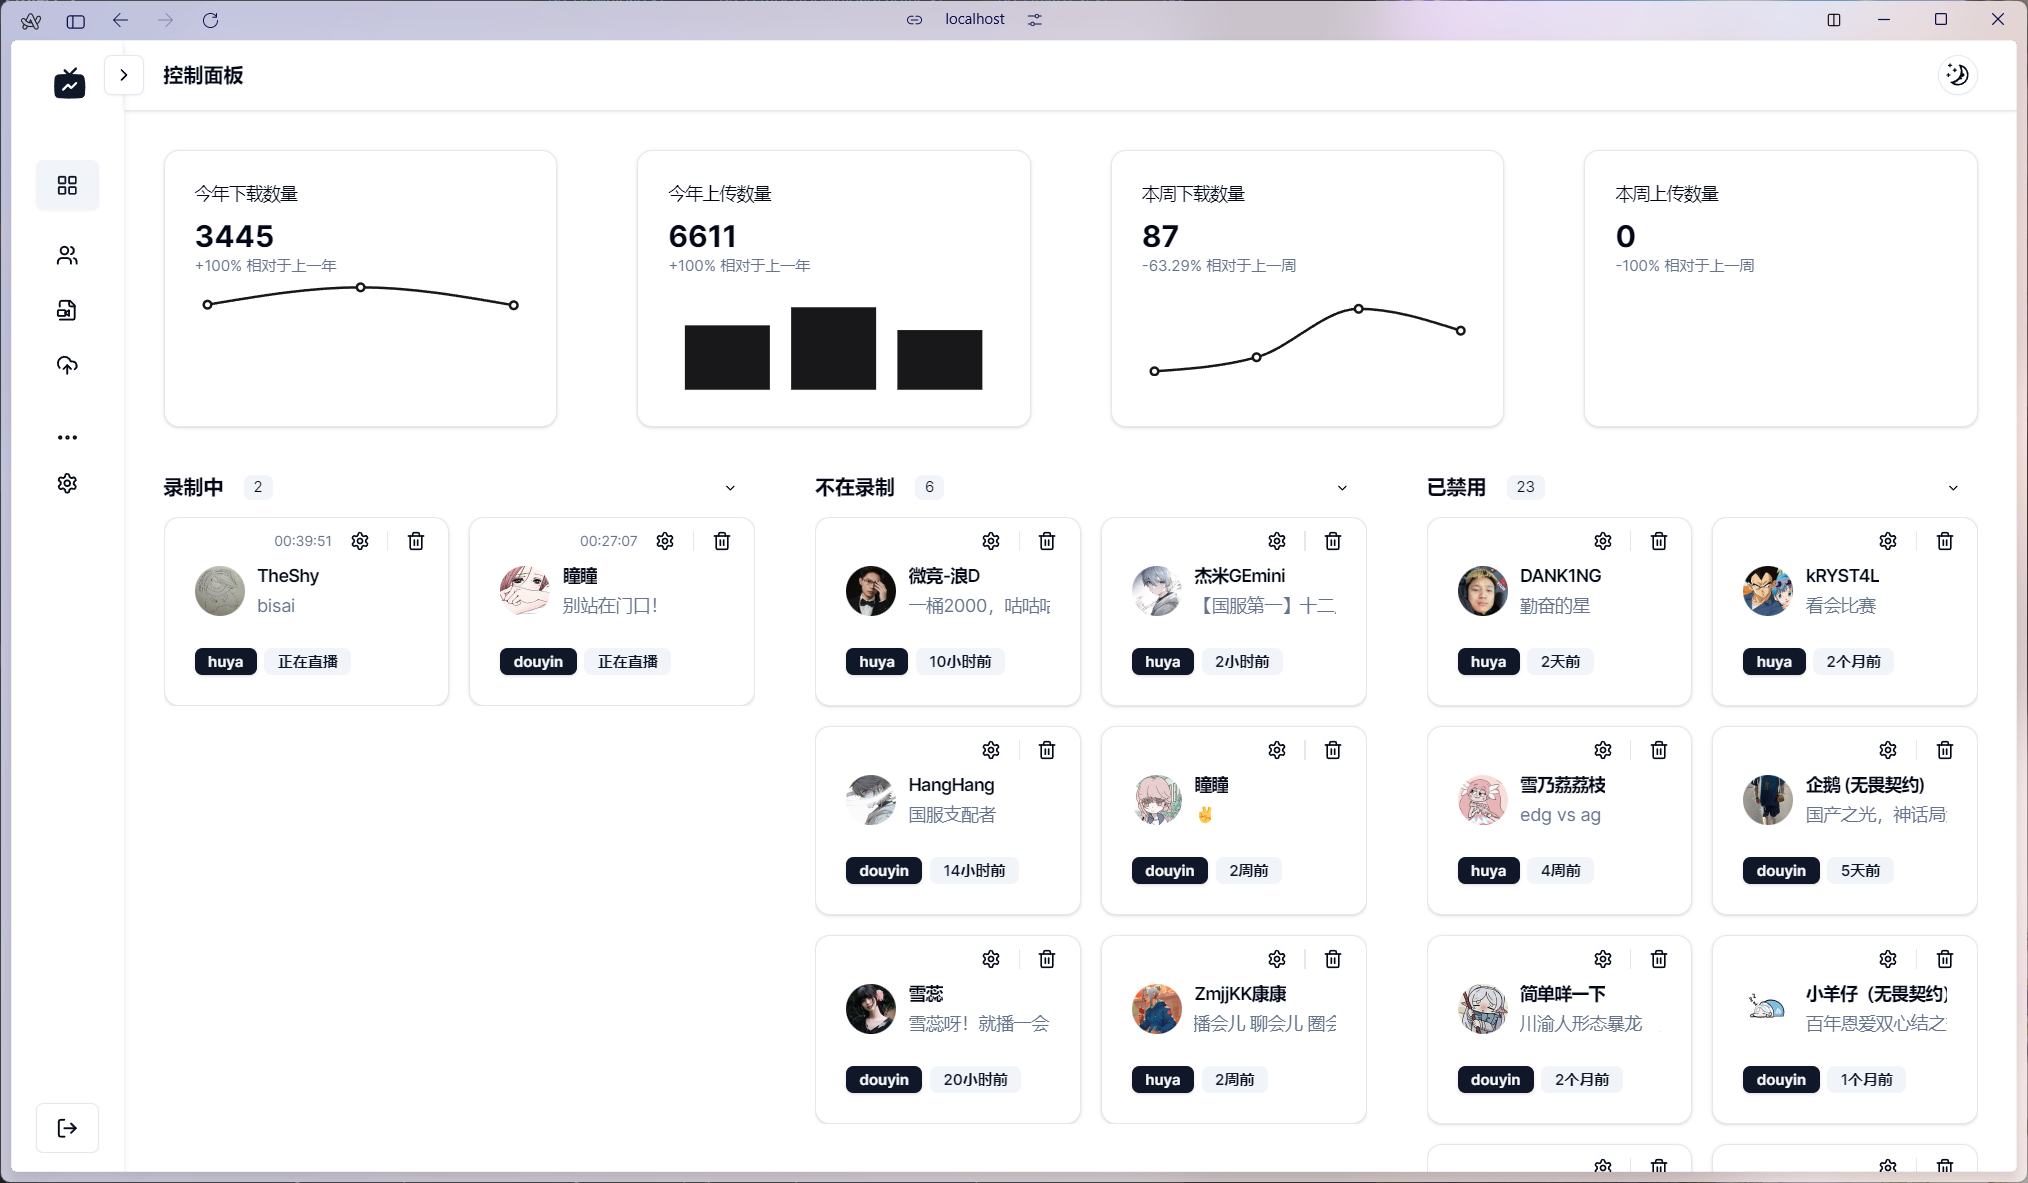 localhost
控制面板
今年下载数量
3445
+100% 相对于上一年
今年上传数量
6611
+100% 相对于上一年
本周下载数量
87
-63.29% 相对于上一周
本周上传数量
0
-100% 相对于上一周
录制中 2
00:39:51
TheShy
bisai
huya 正在直播
00:27:07
瞳瞳
别站在门口！
douyin 正在直播
不在录制 6
微竞-浪D
一桶2000，咕咕咕
huya 10小时前
杰米GEmini
【国服第一】十二
huya 2小时前
HangHang
国服支配者
douyin 14小时前
瞳瞳
✌
douyin 2周前
雪蕊
雪蕊呀！就播一会
douyin 20小时前
ZmjjKK康康
播会儿 聊会儿 圈会
huya 2周前
已禁用 23
DANK1NG
勤奋的星
huya 2天前
kRYST4L
看会比赛
huya 2个月前
雪乃荔荔枝
edg vs ag
huya 4周前
企鹅 (无畏契约)
国产之光，神话局
douyin 5天前
简单咩一下
川渝人形态暴龙
douyin 2个月前
小羊仔（无畏契约）
百年恩爱双心结之
douyin 1个月前